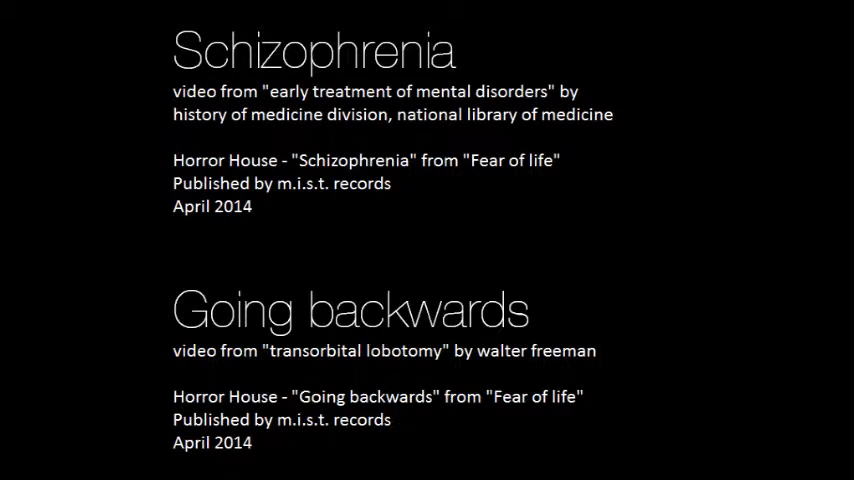 Schizophrenia
video from "early treatment of mental disorders" by
history of medicine division, national library of medicine
Horror House - "Schizophrenia" from "Fear of life"
Published by m.i.s.t. records
April 2014
Going backwards
video from "transorbital lobotomy" by walter freeman
Horror House - "Going backwards" from "Fear of life"
Published by m.i.s.t. records
April 2014